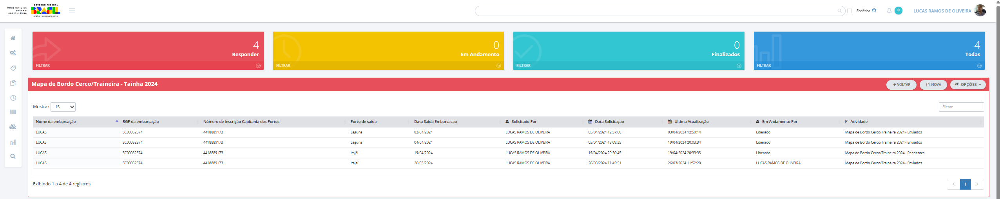 MINISTÉRIO DA
PESCA E
AQUICULTURA
GOVERNO FEDERAL
BRASIL
UNIÃO E RECONSTRUÇÃO
Fonética
0
LUCAS RAMOS DE OLIVEIRA
4
Responder
FILTRAR
0
Em Andamento
FILTRAR
0
Finalizados
FILTRAR
4
Todas
FILTRAR
Mapa de Bordo Cerco/Traineira - Tainha 2024
VOLTAR
NOVA
OPÇÕES
Mostrar 15
Filtrar
Nome da embarcação RGP da embarcação Número de inscrição Capitania dos Portos Porto de saída Data Saida Embarcacao Solicitado Por Data Solicitação Ultima Atualização Em Andamento Por Atividade
LUCAS SC00052374 4418889173 Laguna 03/04/2024 LUCAS RAMOS DE OLIVEIRA 03/04/2024 12:37:00 03/04/2024 12:50:14 Liberado Mapa de Bordo Cerco/Traineira 2024 - Enviados
LUCAS SC00052374 4418889173 Laguna 04/04/2024 LUCAS RAMOS DE OLIVEIRA 03/04/2024 13:09:35 19/04/2024 20:03:34 Liberado Mapa de Bordo Cerco/Traineira 2024 - Enviados
LUCAS SC00052374 4418889173 Itajái 19/04/2024 LUCAS RAMOS DE OLIVEIRA 19/04/2024 20:30:45 19/04/2024 20:33:35 Liberado Mapa de Bordo Cerco/Traineira 2024 - Pendentes
LUCAS SC00052374 4418889173 Itajaí 26/03/2024 LUCAS RAMOS DE OLIVEIRA 26/03/2024 11:45:51 26/03/2024 11:52:20 LUCAS RAMOS DE OLIVEIRA Mapa de Bordo Cerco/Traineira 2024 - Enviados
Exibindo 1 a 4 de 4 registros
1